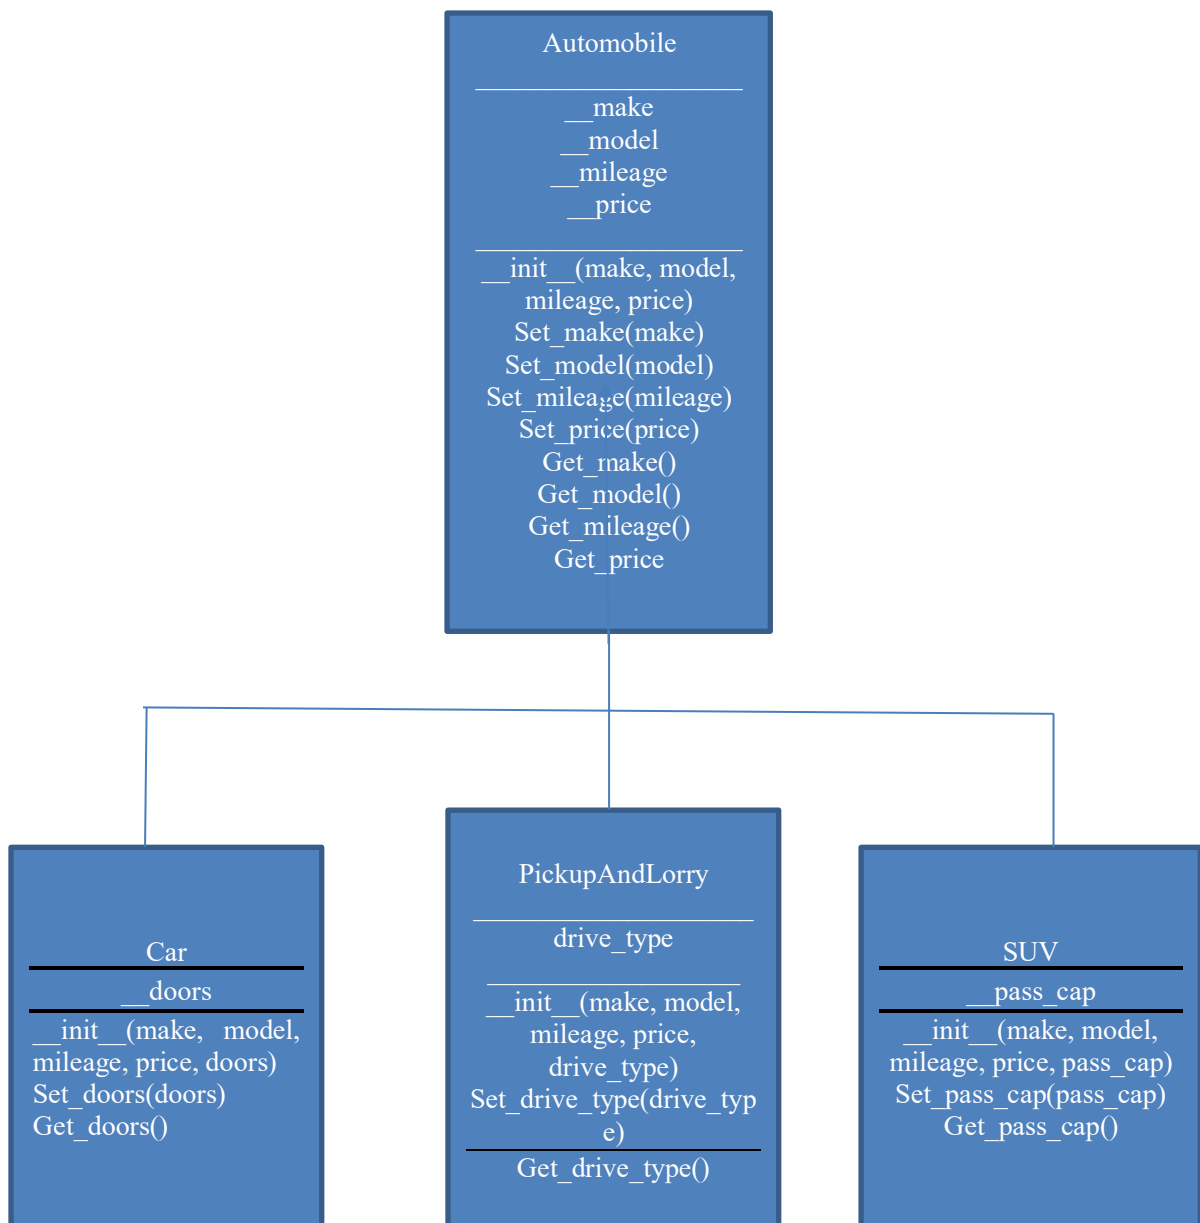 Automobile
__make
__model
__mileage
__price
__init__(make, model,
mileage, price)
Set_make(make)
Set_model(model)
Set_mileage(mileage)
Set_price(price)
Get_make()
Get_model()
Get_mileage()
Get_price
Car
__doors
__init__(make, model,
mileage, price, doors)
Set_doors(doors)
Get_doors()
PickupAndLorry
drive_type
__init__(make, model,
mileage, price,
drive_type)
Set_drive_type(drive_typ
e)
Get_drive_type()
SUV
__pass_cap
__init__(make, model,
mileage, price, pass_cap)
Set_pass_cap(pass_cap)
Get_pass_cap()